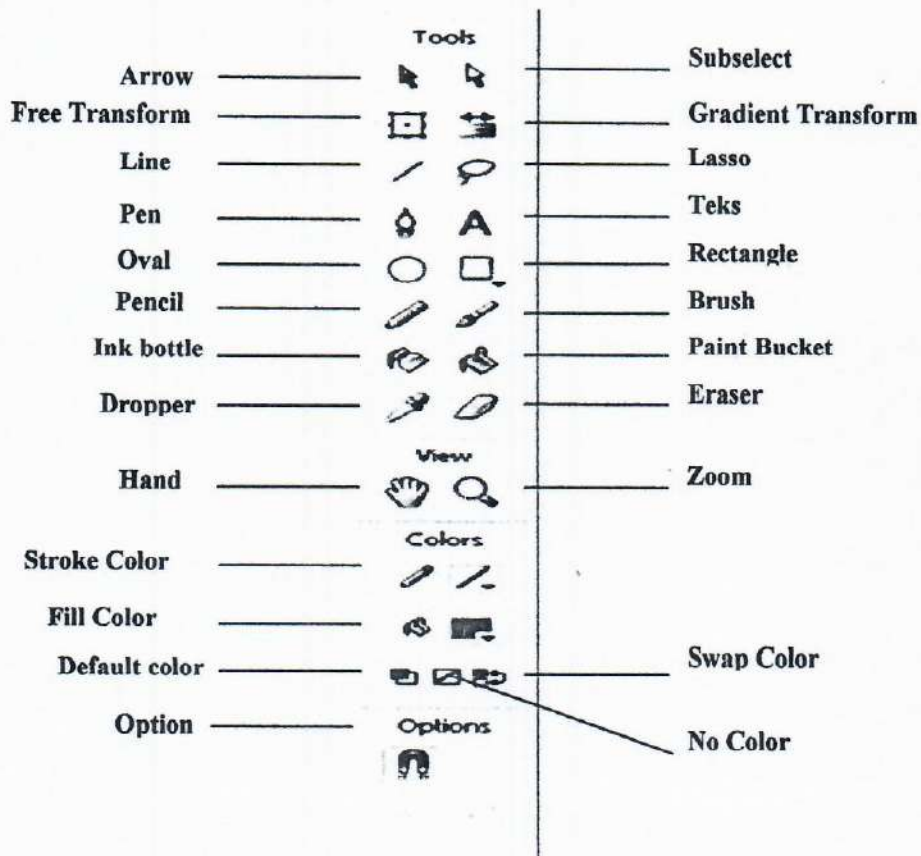 Tools
Arrow
Subselect
Free Transform
Gradient Transform
Line
Lasso
Pen
Teks
Oval
Rectangle
Pencil
Brush
Ink bottle
Paint Bucket
Dropper
Eraser
View
Hand
Zoom
Colors
Stroke Color
Fill Color
Default color
Swap Color
Option
Options
No Color